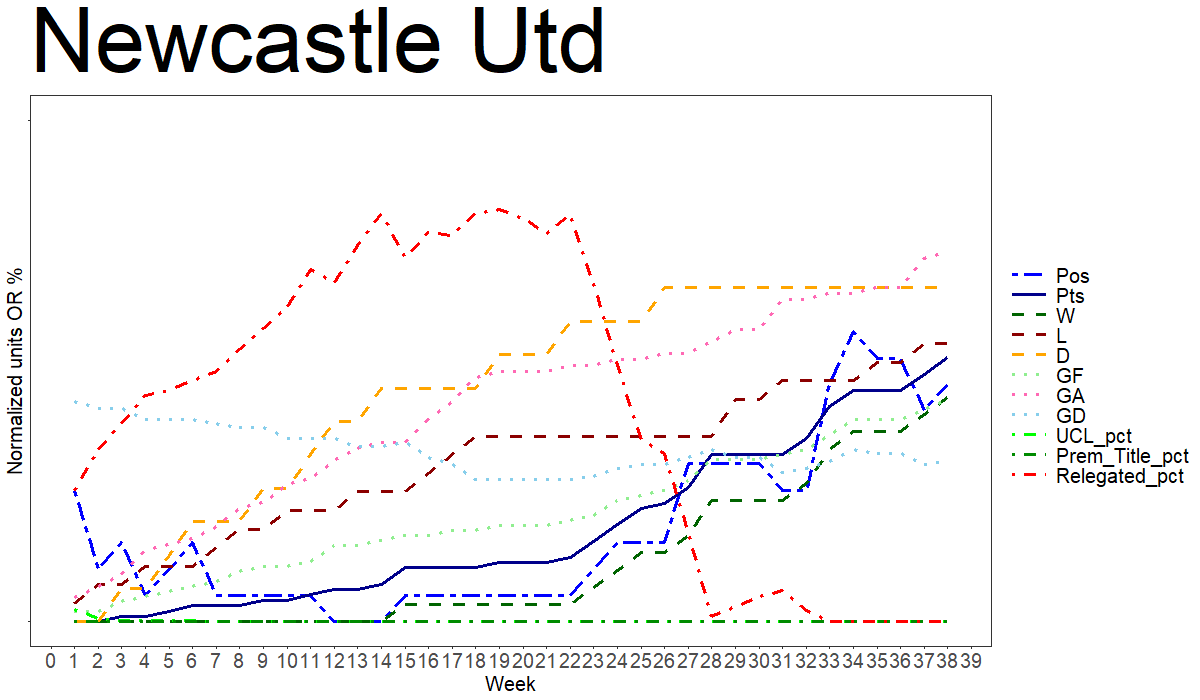 Newcastle Utd
Normalized units OR %
Pos
Pts
W
L
D
GF
GA
GD
UCL_pct
Prem_Title_pct
Relegated_pct
0 1 2 3 4 5 6 7 8 9 10 11 12 13 14 15 16 17 18 19 20 21 22 23 24 25 26 27 28 29 30 31 32 33 34 35 36 37 38 39
Week